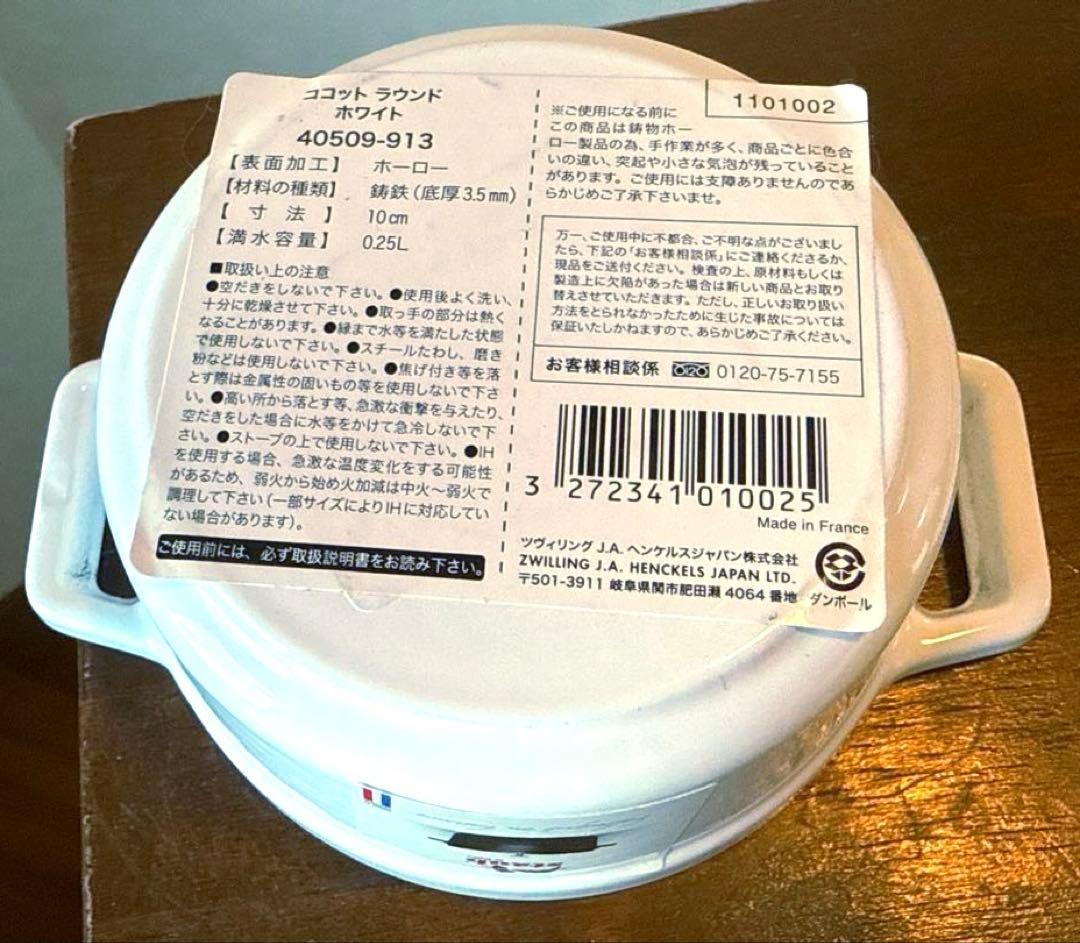 ココット ラウンド
ホワイト
40509-913
【表面加工】 ホーロー
【材料の種類】 鋳鉄（底厚3.5mm）
【寸法】 10cm
【満水容量】 0.25L
■取扱い上の注意
●空だきをしないで下さい。●使用後よく洗い、
十分に乾燥させて下さい。●取っ手の部分は熱く
なることがあります。●縁まで水等を満たした状態
で使用しないで下さい。●スチールたわし、磨き
粉などは使用しないで下さい。●焦げ付き等を落
とす際は金属性の固いもの等を使用しないで下さ
い。●高い所から落とす等、急激な衝撃を与えたり、
空だきをした場合に水等をかけて急冷しないで下
さい。●ストーブの上で使用しないで下さい。●IH
を使用する場合、急激な温度変化をする可能性
があるため、弱火から始め火加減は中火～弱火で
調理して下さい（一部サイズによりIHに対応してい
ない場合があります）。
ご使用前には、必ず取扱説明書をお読み下さい。
1101002
※ご使用になる前に
この商品は鋳物ホー
ロー製品の為、手作業が多く、商品ごとに色合
いの違い、突起や小さな気泡が残っていること
があります。ご使用には支障ありませんのであ
らかじめご了承下さいませ。
万一、ご使用中に不都合、ご不明な点がございまし
たら、下記の「お客様相談係」にご連絡くださるか、
現品をご送付ください。検査の上、原材料もしくは
製造上に欠陥があった場合は新しい商品とお取り
替えさせていただきます。ただし、正しいお取り扱い
方法をとられなかったために生じた事故については
保証いたしかねますので、あらかじめご了承ください。
お客様相談係 0120-75-7155
3 272341 010025
Made in France
ツヴィリング J.A. ヘンケルスジャパン株式会社
ZWILLING J.A. HENCKELS JAPAN LTD.
〒501-3911 岐阜県関市肥田瀬 4064 番地
ダンボール
staub